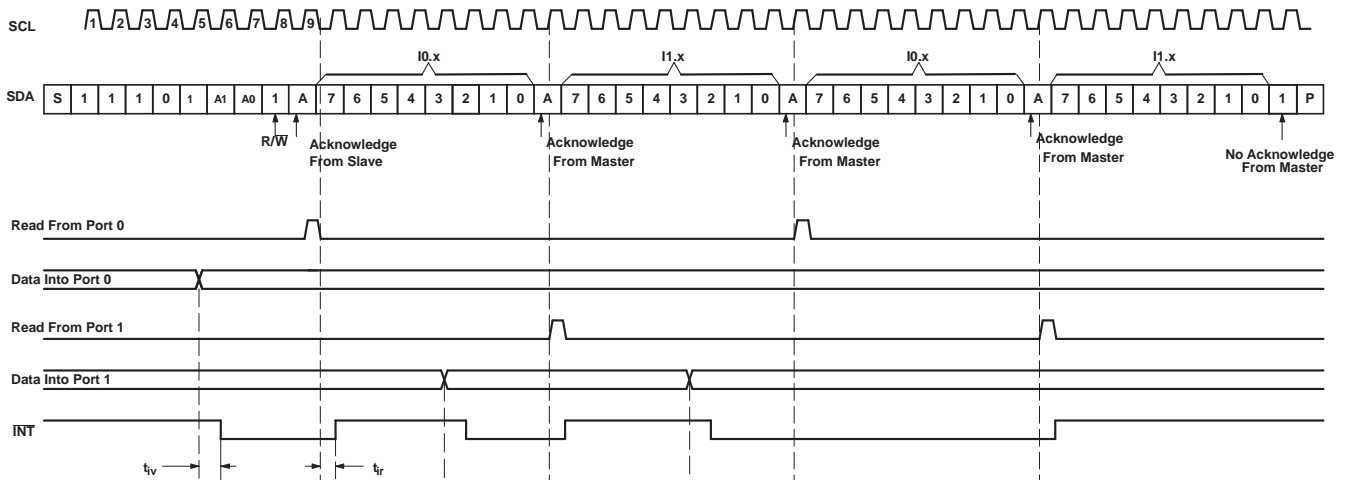 SCL 1 2 3 4 5 6 7 8 9
I0.x I1.x I0.x I1.x
SDA S 1 1 1 0 1 A1 A0 1 A 7 6 5 4 3 2 1 0 A 7 6 5 4 3 2 1 0 A 7 6 5 4 3 2 1 0 A 7 6 5 4 3 2 1 0 1 P
R/W
Acknowledge
From Slave
Acknowledge
From Master
Acknowledge
From Master
Acknowledge
From Master
No Acknowledge
From Master
Read From Port 0
Data Into Port 0
Read From Port 1
Data Into Port 1
INT
tiv
tir